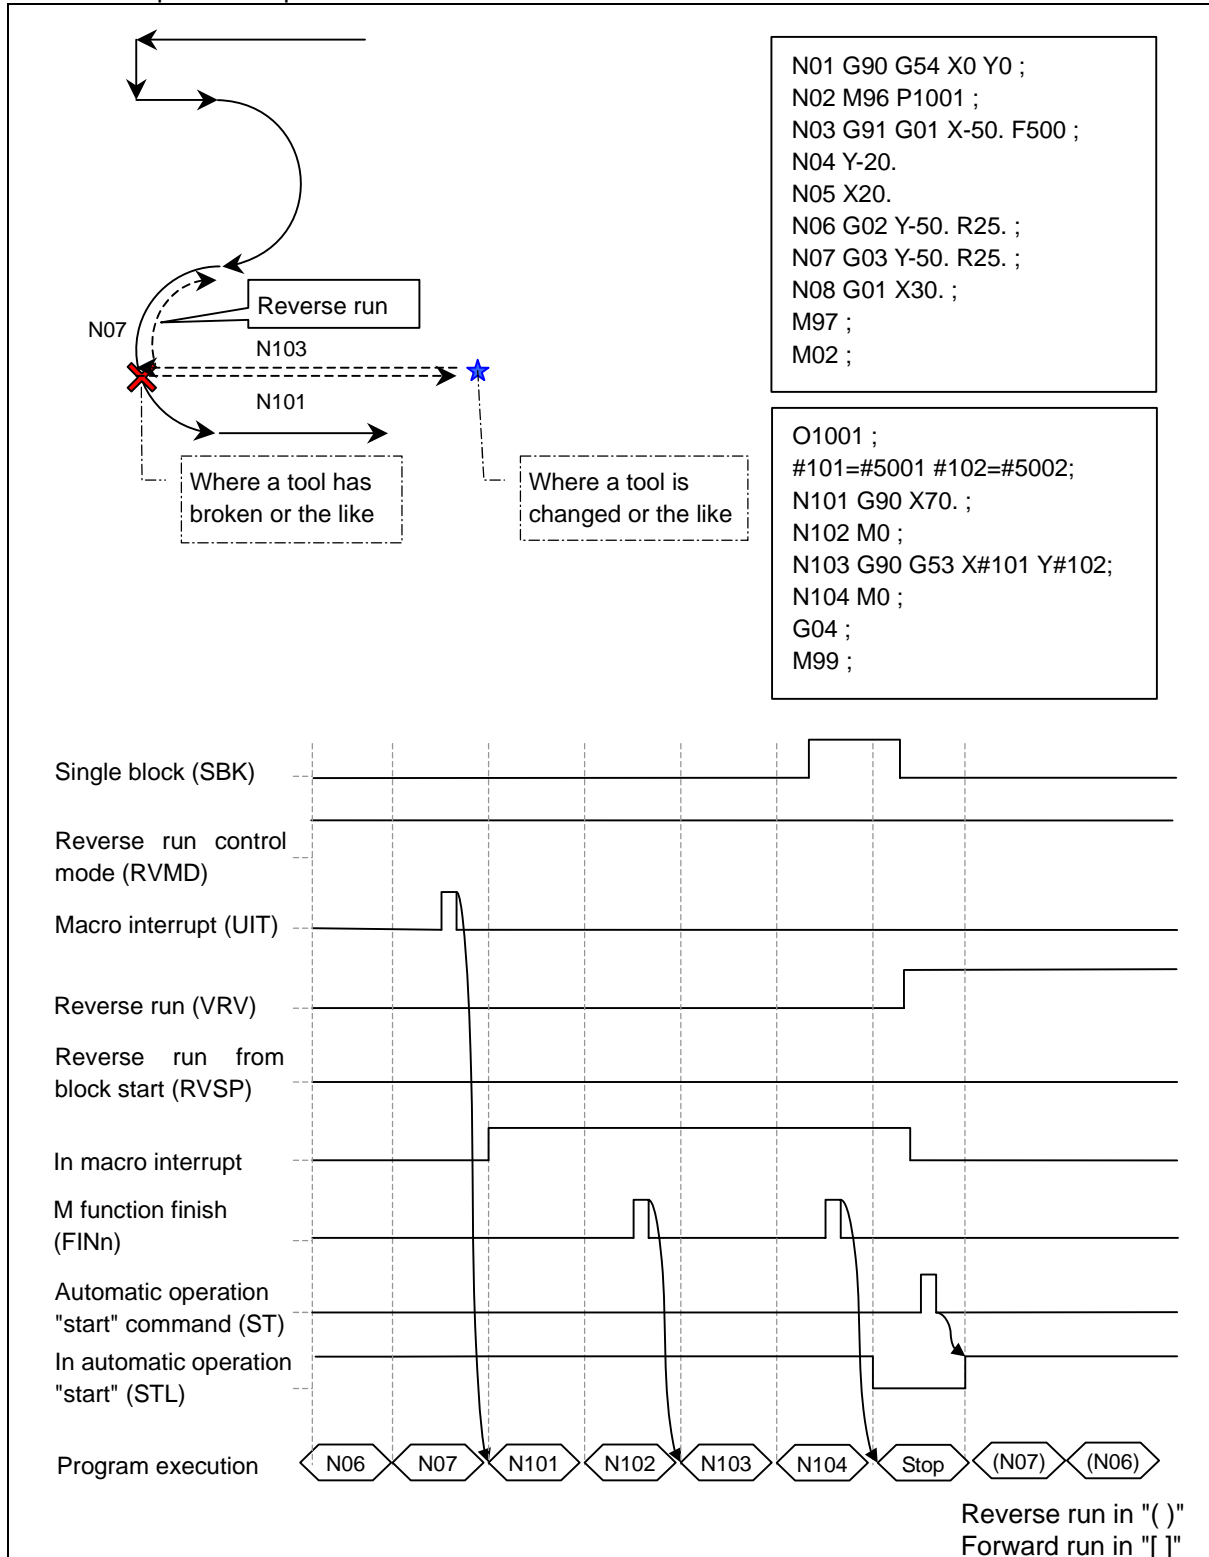 N01 G90 G54 X0 Y0 ;
N02 M96 P1001 ;
N03 G91 G01 X-50. F500 ;
N04 Y-20.
N05 X20.
N06 G02 Y-50. R25. ;
N07 G03 Y-50. R25. ;
N08 G01 X30. ;
M97 ;
M02 ;
Reverse run
N07
N103
N101
Where a tool has
broken or the like
Where a tool is
changed or the like
O1001 ;
#101=#5001 #102=#5002;
N101 G90 X70. ;
N102 M0 ;
N103 G90 G53 X#101 Y#102;
N104 M0 ;
G04 ;
M99 ;
Single block (SBK)
Reverse run control
mode (RVMD)
Macro interrupt (UIT)
Reverse run (VRV)
Reverse run from
block start (RVSP)
In macro interrupt
M function finish
(FINn)
Automatic operation
"start" command (ST)
In automatic operation
"start" (STL)
Program execution
N06
N07
N101
N102
N103
N104
Stop
(N07)
(N06)
Reverse run in "( )"
Forward run in "[ ]"